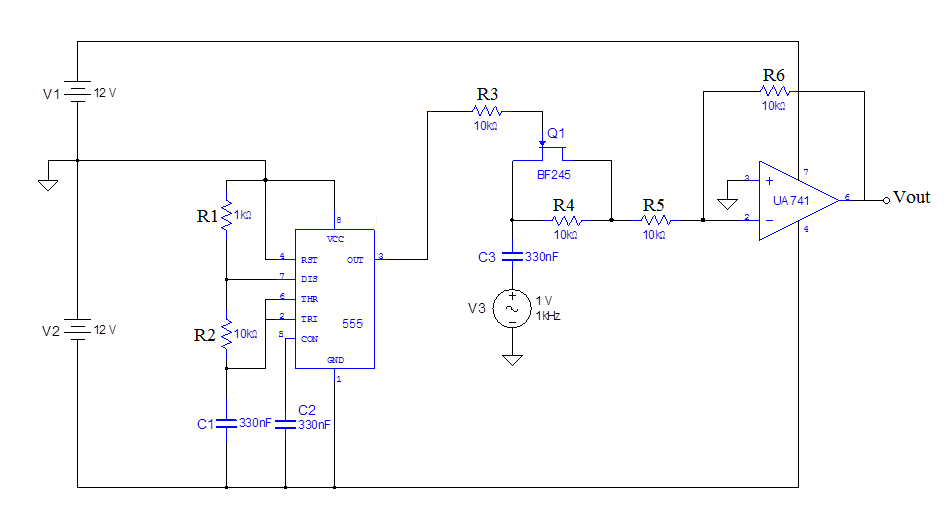 R6
10kΩ
R3
10kΩ
V1
12 V
Q1
BF245
3
+
7
UA741
6
Vout
2
−
4
R1
1kΩ
8
VCC
R4
10kΩ
R5
10kΩ
4
RST
OUT
3
7
DIS
C3
330nF
6
THR
2
TRI
555
5
CON
V3
+
1 V
1kHz
−
V2
12 V
R2
10kΩ
GND
1
C1
330nF
C2
330nF